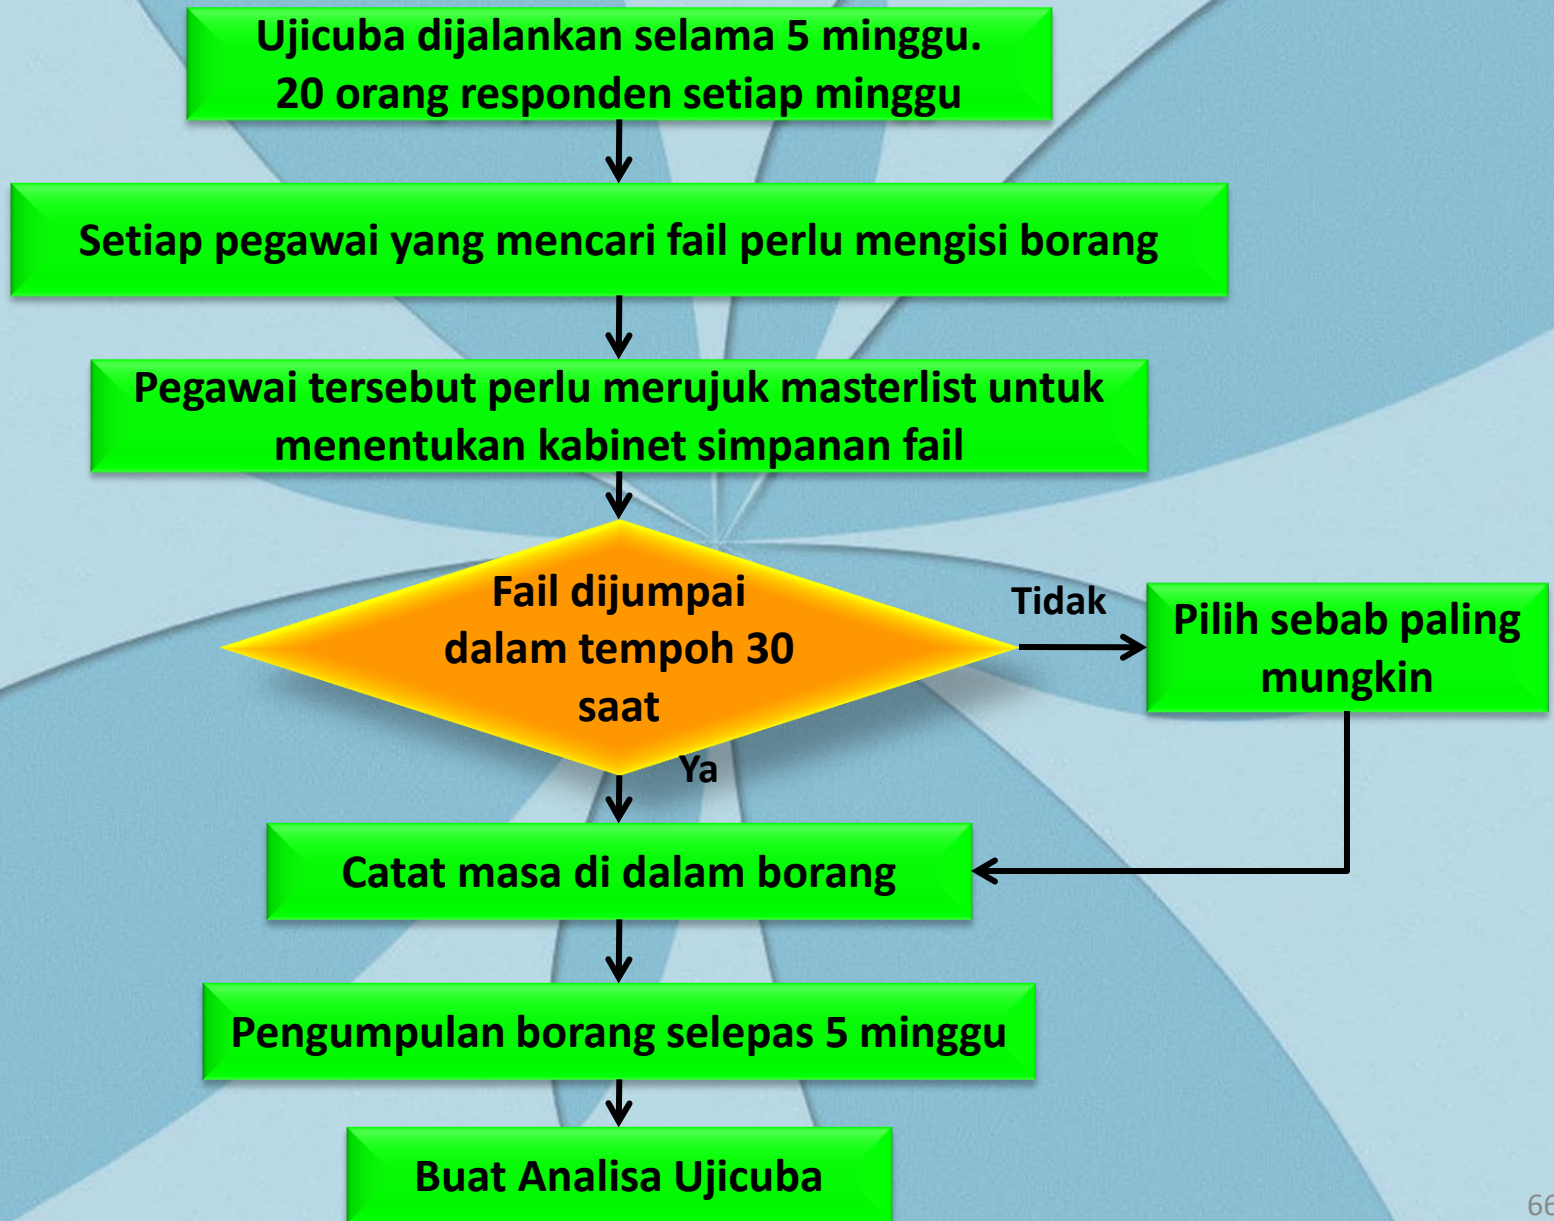 Ujicuba dijalankan selama 5 minggu.
20 orang responden setiap minggu
Setiap pegawai yang mencari fail perlu mengisi borang
Pegawai tersebut perlu merujuk masterlist untuk
menentukan kabinet simpanan fail
Fail dijumpai
dalam tempoh 30
saat
Tidak
Pilih sebab paling
mungkin
Ya
Catat masa di dalam borang
Pengumpulan borang selepas 5 minggu
Buat Analisa Ujicuba
66